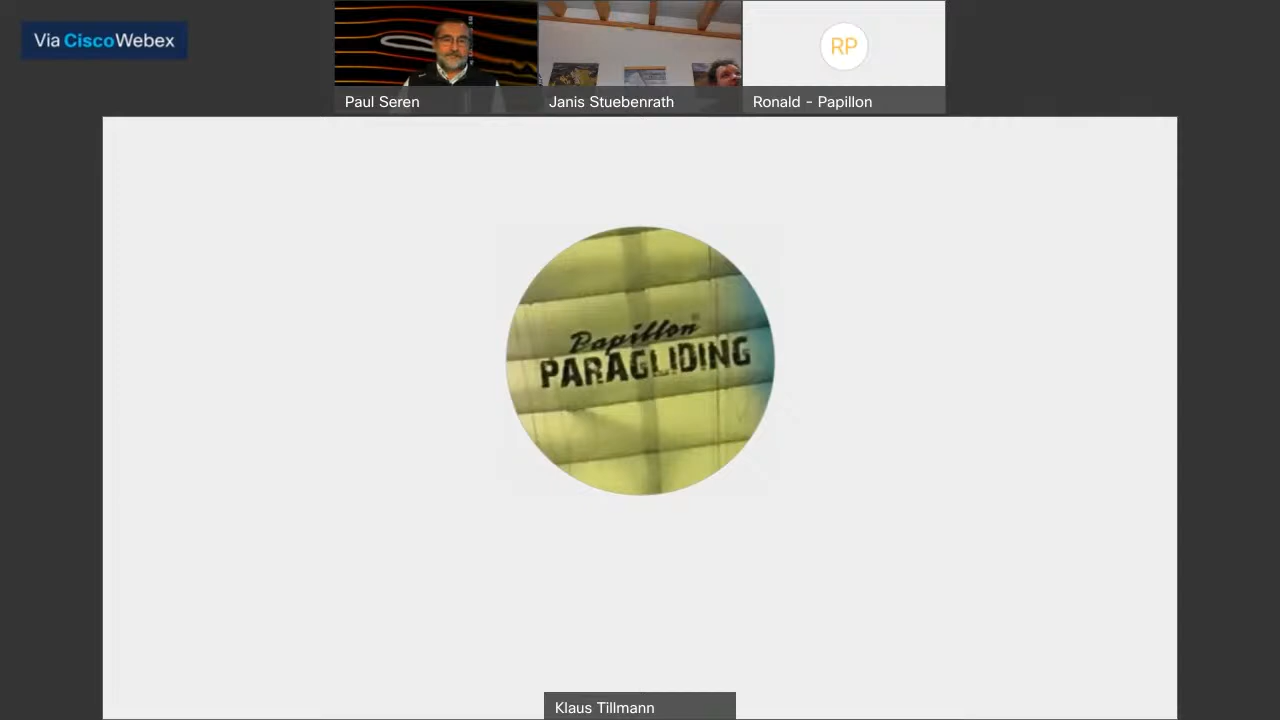 Via CiscoWebex
Paul Seren
Janis Stuebenrath
RP
Ronald - Papillon
Papillon
PARAGLIDING
Klaus Tillmann